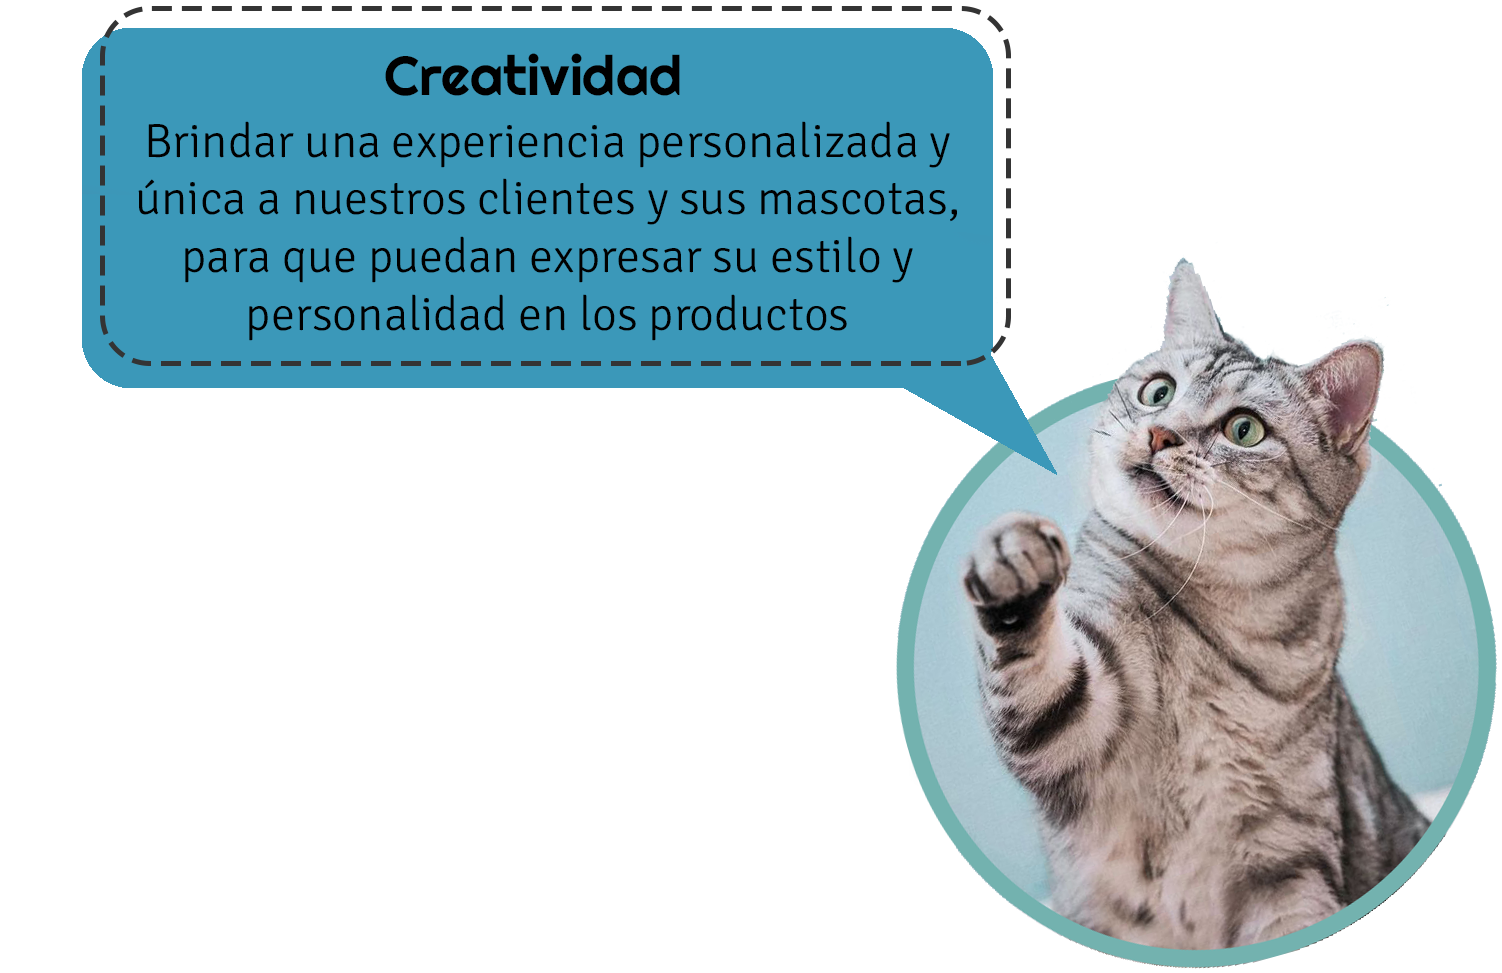 Creatividad
Brindar una experiencia personalizada y
única a nuestros clientes y sus mascotas,
para que puedan expresar su estilo y
personalidad en los productos